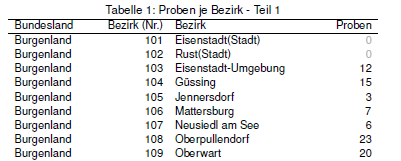 Tabelle 1: Proben je Bezirk - Teil 1
Bundesland Bezirk (Nr.) Bezirk Proben
Burgenland 101 Eisenstadt(Stadt) 0
Burgenland 102 Rust(Stadt) 0
Burgenland 103 Eisenstadt-Umgebung 12
Burgenland 104 Güssing 15
Burgenland 105 Jennersdorf 3
Burgenland 106 Mattersburg 7
Burgenland 107 Neusiedl am See 6
Burgenland 108 Oberpullendorf 23
Burgenland 109 Oberwart 20